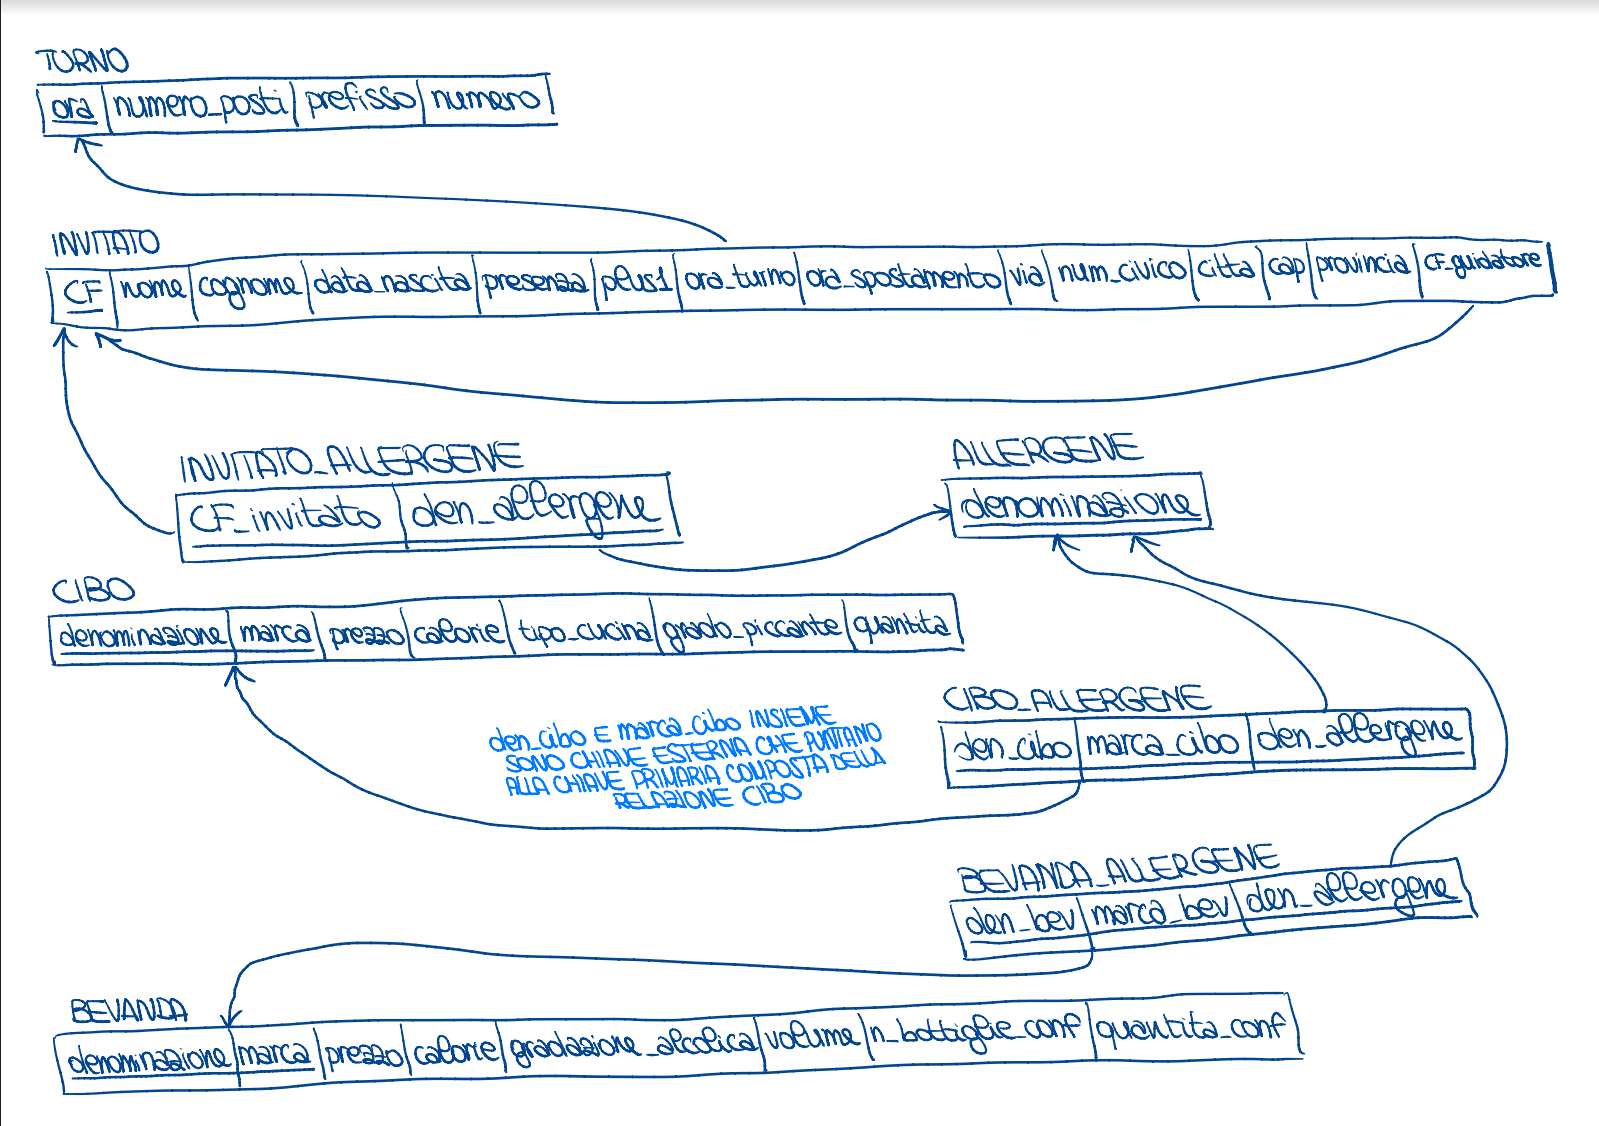 TURNO
ora numero_posti prefisso numero
INVITATO
CF nome cognome data_nascita presenza plus1 ora_turno ora_spostamento via num_civico citta cap provincia CF_guidatore
INVITATO_ALLERGENE
CF_invitato den_allergene
ALLERGENE
denominazione
CIBO
denominazione marca prezzo calorie tipo_cucina grado_piccante quantita
den_cibo E marca_cibo INSIEME
SONO CHIAVE ESTERNA CHE PUNTANO
ALLA CHIAVE PRIMARIA COMPOSTA DELLA
RELAZIONE CIBO
CIBO_ALLERGENE
den_cibo marca_cibo den_allergene
BEVANDA_ALLERGENE
den_bev marca_bev den_allergene
BEVANDA
denominazione marca prezzo calorie gradazione_alcolica volume n_bottiglie_conf quantita_conf